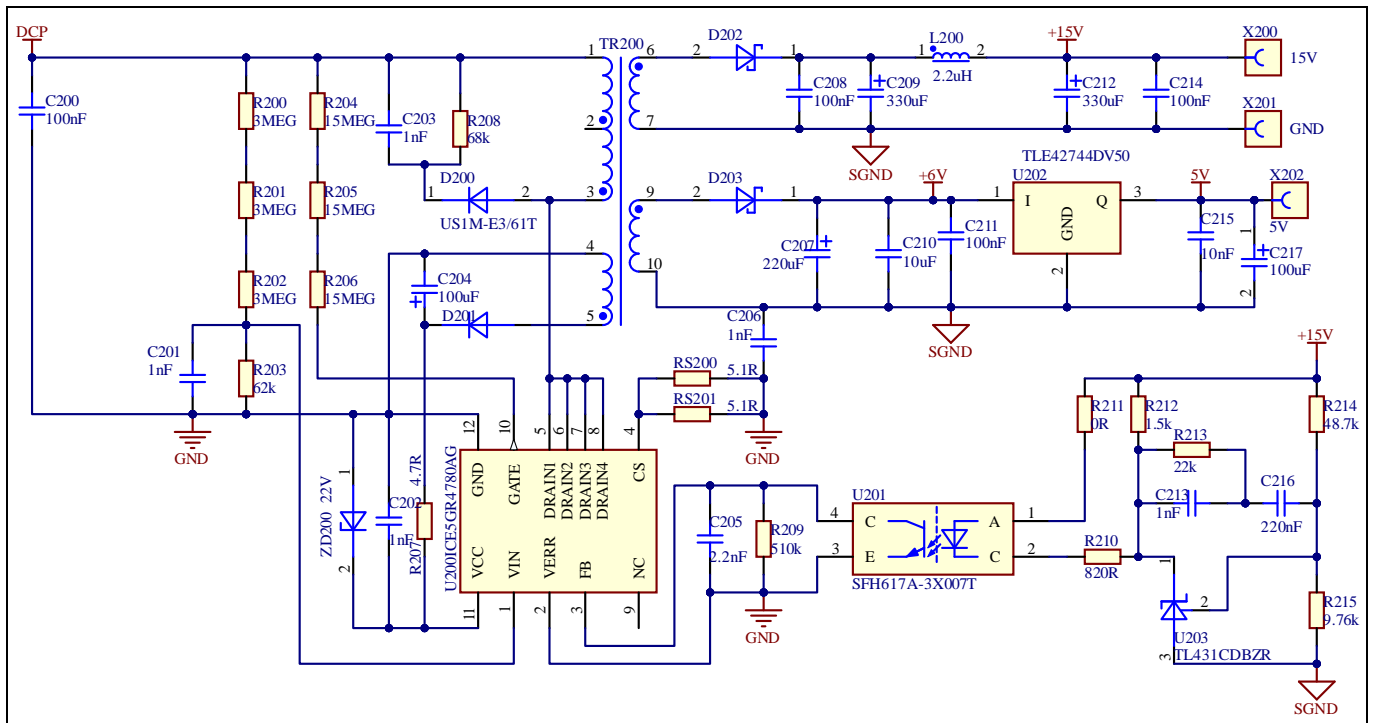 DCP
C200
100nF
R200
3MEG
R201
3MEG
R202
3MEG
R204
15MEG
R205
15MEG
R206
15MEG
C203
1nF
R208
68k
D200
1
2
US1M-E3/61T
TR200
1
2
3
4
5
6
7
9
10
D202
2
1
C208
100nF
C209
330uF
L200
1
2
2.2uH
+15V
C212
330uF
C214
100nF
X200
15V
X201
GND
SGND
D203
2
1
C207
220uF
C210
10uF
+6V
C211
100nF
TLE42744DV50
U202
1
I
Q
3
GND
2
5V
C215
10nF
X202
5V
1
C217
100uF
2
SGND
C204
100uF
D201
C206
1nF
RS200
5.1R
RS201
5.1R
GND
C201
1nF
R203
62k
GND
1
ZD200 22V
2
C202
1nF
R207
4.7R
U200
ICE5GR4780AG
12
10
5
6
7
8
4
GND
GATE
DRAIN1
DRAIN2
DRAIN3
DRAIN4
CS
VCC
VIN
VERR
FB
NC
11
1
2
3
9
C205
2.2nF
R209
510k
GND
U201
4
C
A
1
3
E
C
2
SFH617A-3X007T
+15V
R211
0R
R212
1.5k
R213
22k
C213
1nF
C216
220nF
R214
48.7k
R210
820R
1
2
U203
3
TL431CDBZR
R215
9.76k
SGND